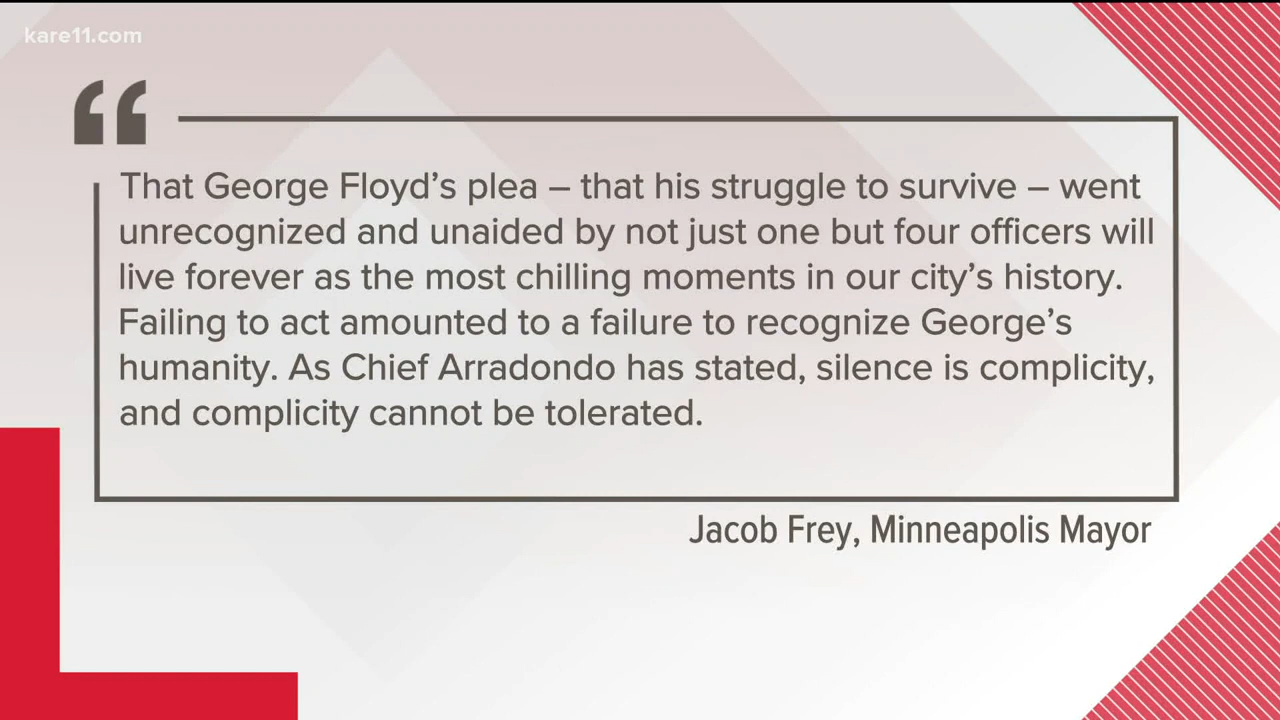 kare11.com
“
That George Floyd’s plea – that his struggle to survive – went
unrecognized and unaided by not just one but four officers will
live forever as the most chilling moments in our city’s history.
Failing to act amounted to a failure to recognize George’s
humanity. As Chief Arradondo has stated, silence is complicity,
and complicity cannot be tolerated.
Jacob Frey, Minneapolis Mayor